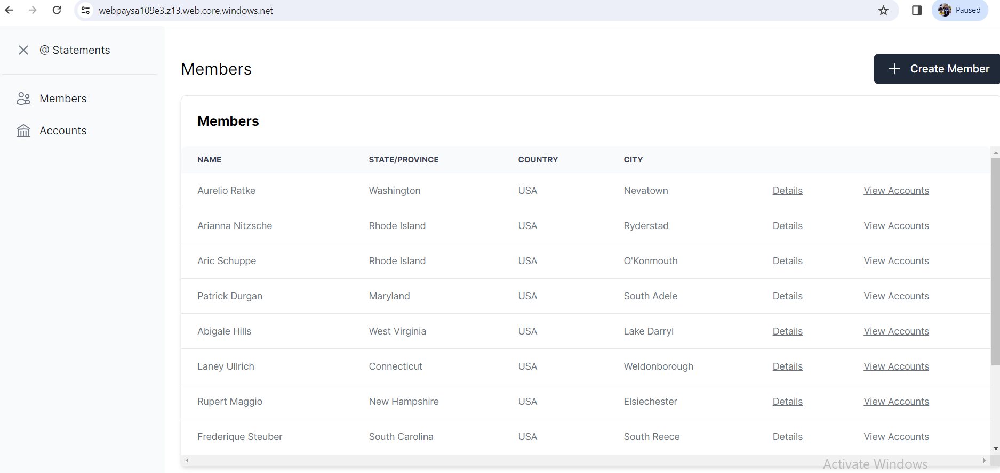 webpaysa109e3.z13.web.core.windows.net Paused
@ Statements
Members
Accounts
Members
+ Create Member
Members
NAME STATE/PROVINCE COUNTRY CITY
Aurelio Ratke Washington USA Nevatown Details View Accounts
Arianna Nitzsche Rhode Island USA Ryderstad Details View Accounts
Aric Schuppe Rhode Island USA O'Konmouth Details View Accounts
Patrick Durgan Maryland USA South Adele Details View Accounts
Abigale Hills West Virginia USA Lake Darryl Details View Accounts
Laney Ullrich Connecticut USA Weldonborough Details View Accounts
Rupert Maggio New Hampshire USA Elsiechester Details View Accounts
Frederique Steuber South Carolina USA South Reece Details View Accounts
Activate Windows